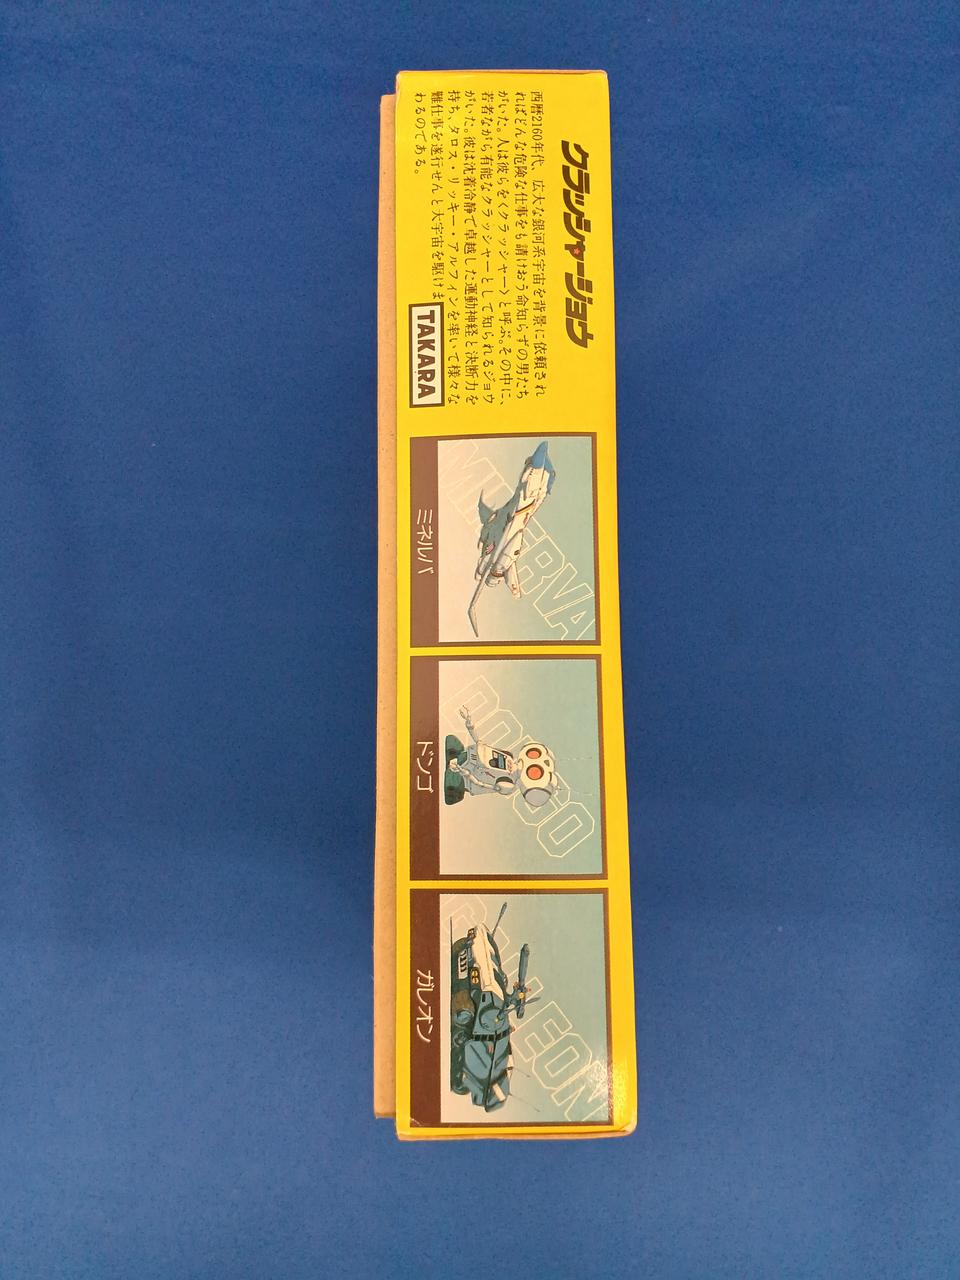 クラッシャージョウ
西暦2160年代、広大な銀河系宇宙を背景に依頼され
ればどんな危険な仕事をも請けおう命知らずの男たち
がいた。人は彼らを〈クラッシャー〉と呼ぶ。その中に、
若者ながら有能なクラッシャーとして知られるジョウ
がいた。彼は沈着冷静で卓越した運動神経と決断力を
持ち、タロス・リッキー・アルフィンを率いて様々な
難仕事を遂行せんと大宇宙を駆けま
わるのである。
TAKARA
MINERVA
ミネルバ
DONGO
ドンゴ
GALLEON
ガレオン